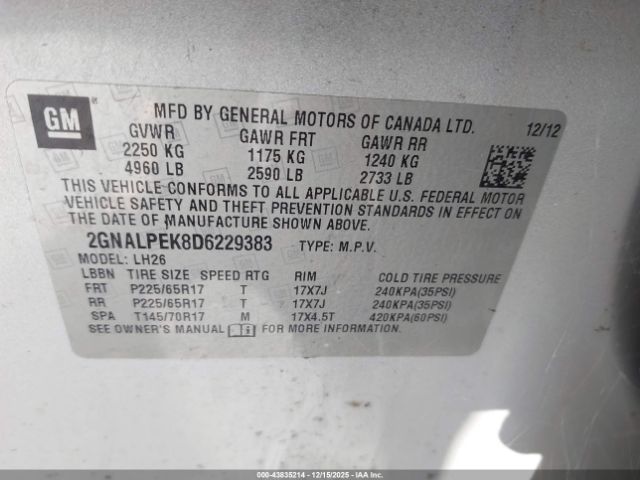 GM
MFD BY GENERAL MOTORS OF CANADA LTD. 12/12
GVWR GAWR FRT GAWR RR
2250 KG 1175 KG 1240 KG
4960 LB 2590 LB 2733 LB
THIS VEHICLE CONFORMS TO ALL APPLICABLE U.S. FEDERAL MOTOR
VEHICLE SAFETY AND THEFT PREVENTION STANDARDS IN EFFECT ON
THE DATE OF MANUFACTURE SHOWN ABOVE.
2GNALPEK8D6229383 TYPE: M.P.V.
MODEL: LH26
LBBN TIRE SIZE SPEED RTG RIM COLD TIRE PRESSURE
FRT P225/65R17 T 17X7J 240KPA(35PSI)
RR P225/65R17 T 17X7J 240KPA(35PSI)
SPA T145/70R17 M 17X4.5T 420KPA(60PSI)
SEE OWNER'S MANUAL FOR MORE INFORMATION.
000-43835214 - 12/15/2025 - IAAI Copyright